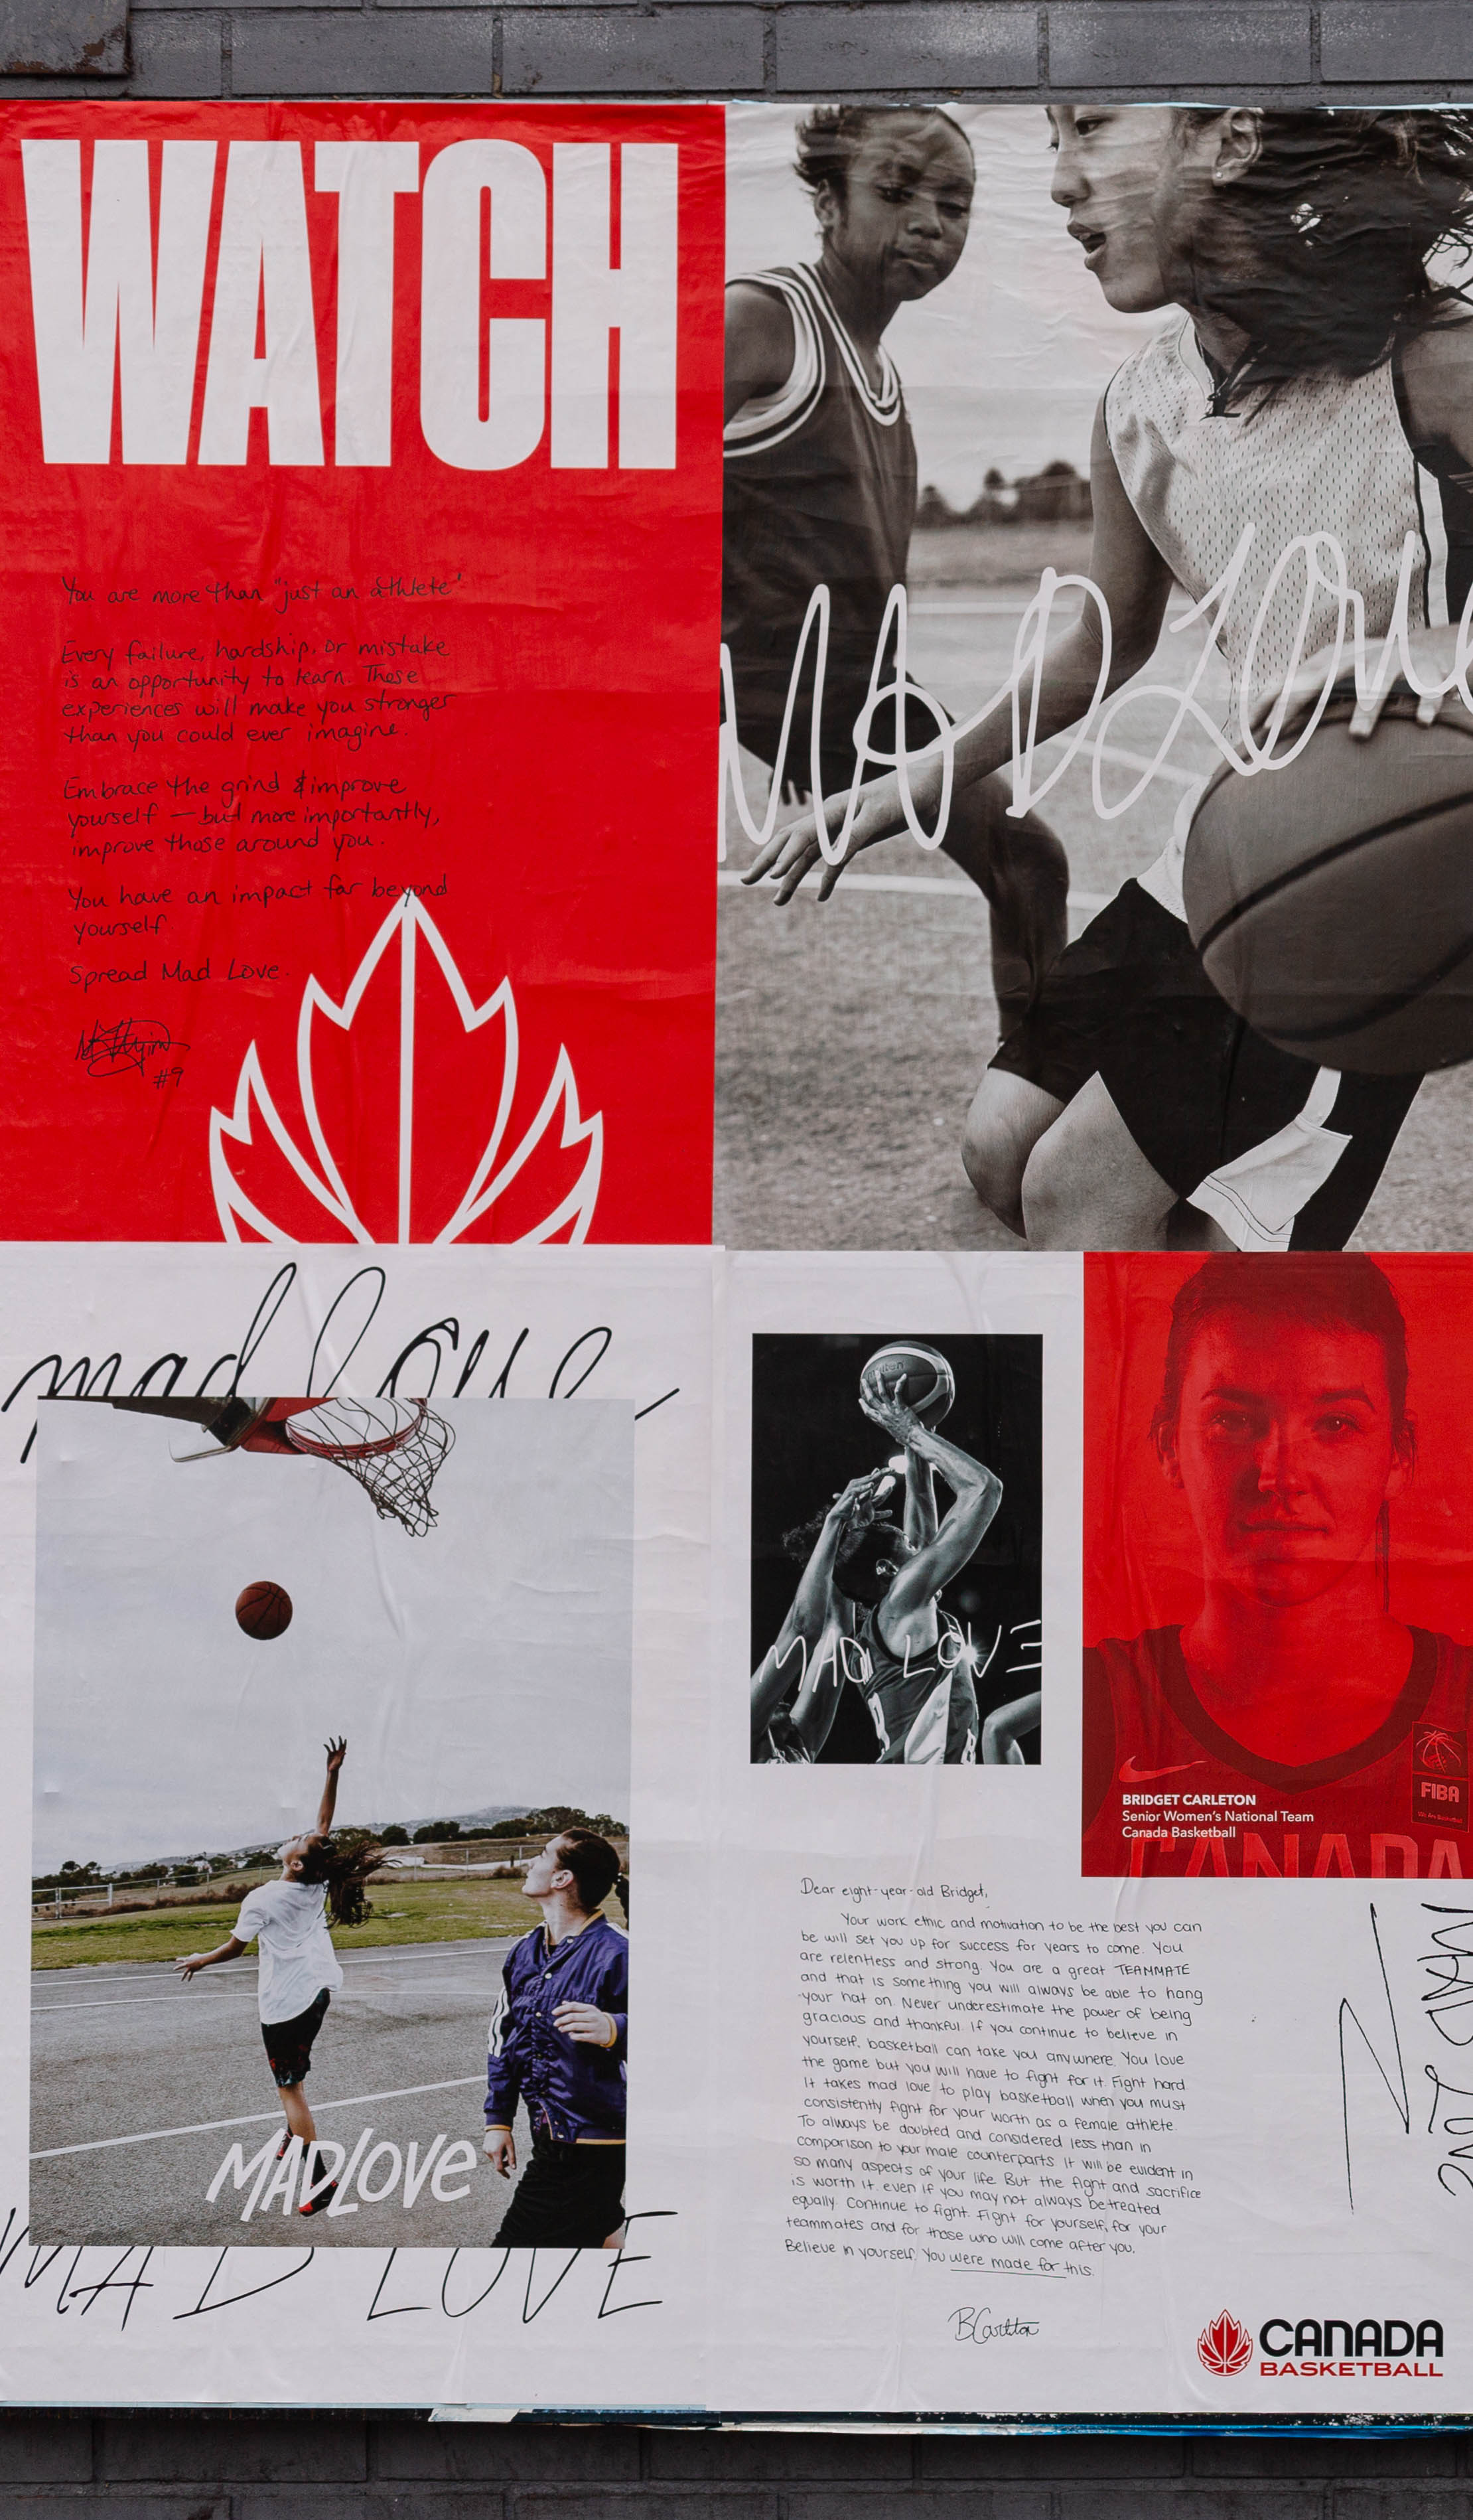 WATCH
You are more than "just an athlete"
Every failure, hardship, or mistake
is an opportunity to learn. These
experiences will make you stronger
than you could ever imagine.
Embrace the grind & improve
yourself — but more importantly,
improve those around you.
You have an impact far beyond
yourself
Spread Mad Love.
#9
MAD LOVE
mad love
MADLOVE
MAD LOVE
MAD LOVE
BRIDGET CARLETON
Senior Women's National Team
Canada Basketball
FIBA
We Are Basketball
CANADA
Dear eight-year-old Bridget,
Your work ethic and motivation to be the best you can
be will set you up for success for years to come. You
are relentless and strong. You are a great TEAMMATE
and that is something you will always be able to hang
your hat on. Never underestimate the power of being
gracious and thankful. If you continue to believe in
yourself, basketball can take you anywhere. You love
the game but you will have to fight for it. Fight hard
It takes mad love to play basketball when you must
consistently fight for your worth as a female athlete.
To always be doubted and considered less than in
comparison to your male counterparts. It will be evident in
so many aspects of your life. But the fight and sacrifice
is worth it. even if you may not always be treated
equally. Continue to fight. Fight for yourself, for your
teammates and for those who will come after you.
Believe in yourself. You were made for this.
BCarleton
MAD LOVE
CANADA
BASKETBALL